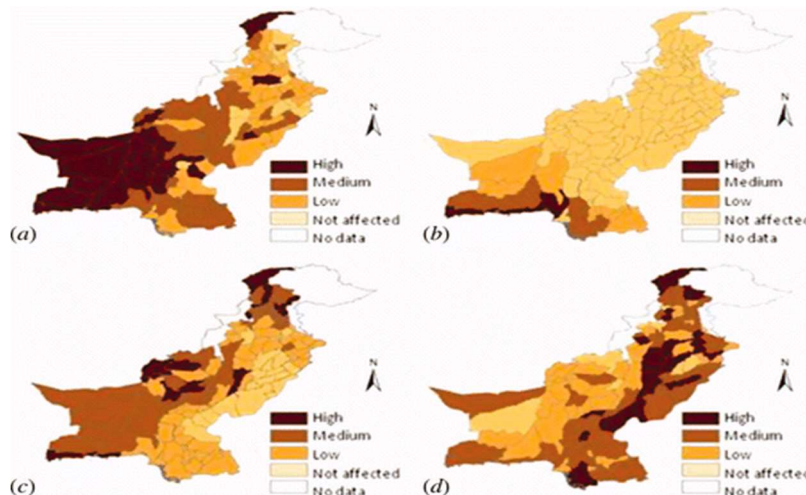 N
High
Medium
Low
Not affected
No data
(a)
N
High
Medium
Low
Not affected
No data
(b)
N
High
Medium
Low
Not affected
No data
(c)
N
High
Medium
Low
Not affected
No data
(d)